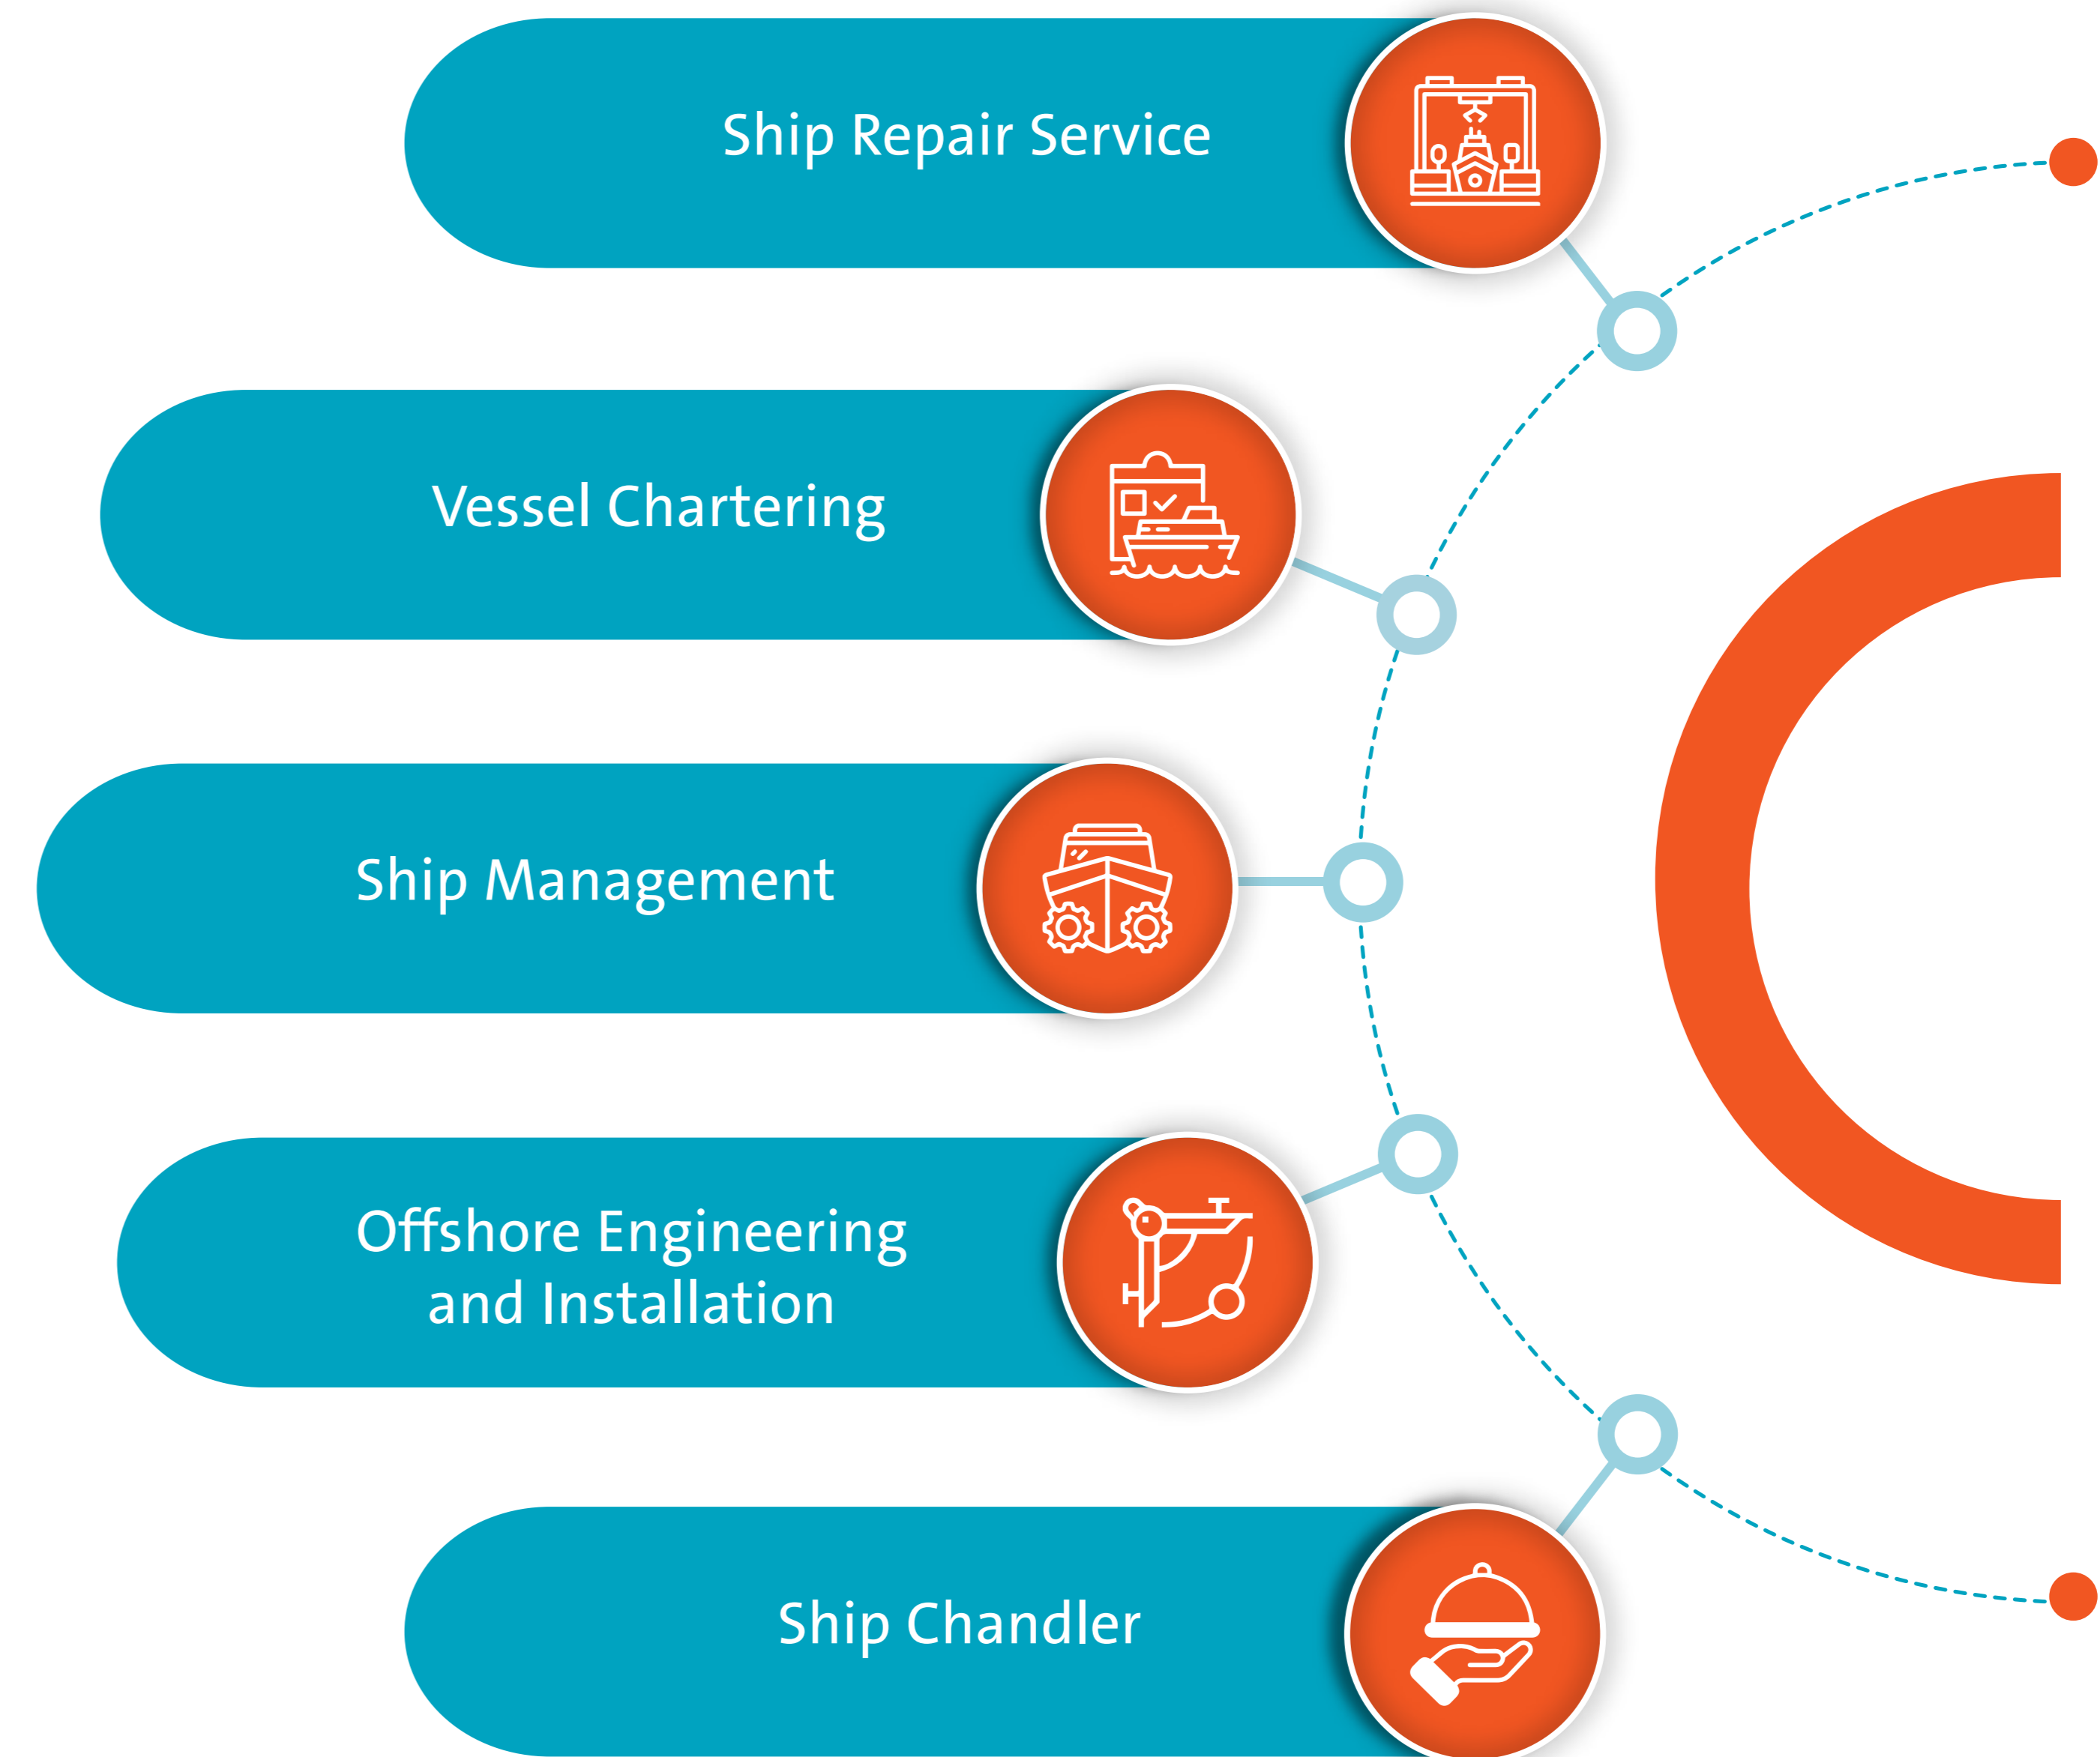 Ship Repair Service
Vessel Chartering
Ship Management
Offshore Engineering
and Installation
Ship Chandler